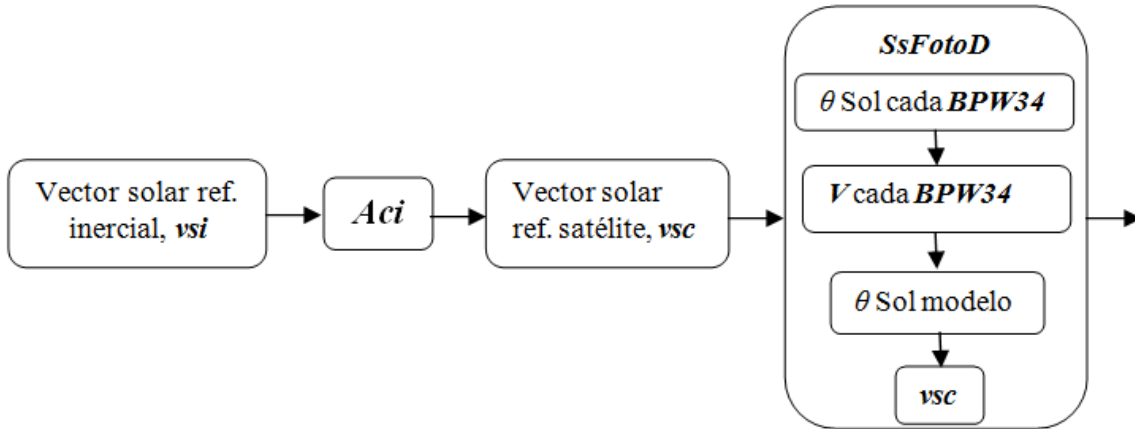 Vector solar ref.
inercial, vsi
Aci
Vector solar
ref. satélite, vsc
SsFotoD
θ Sol cada BPW34
V cada BPW34
θ Sol modelo
vsc